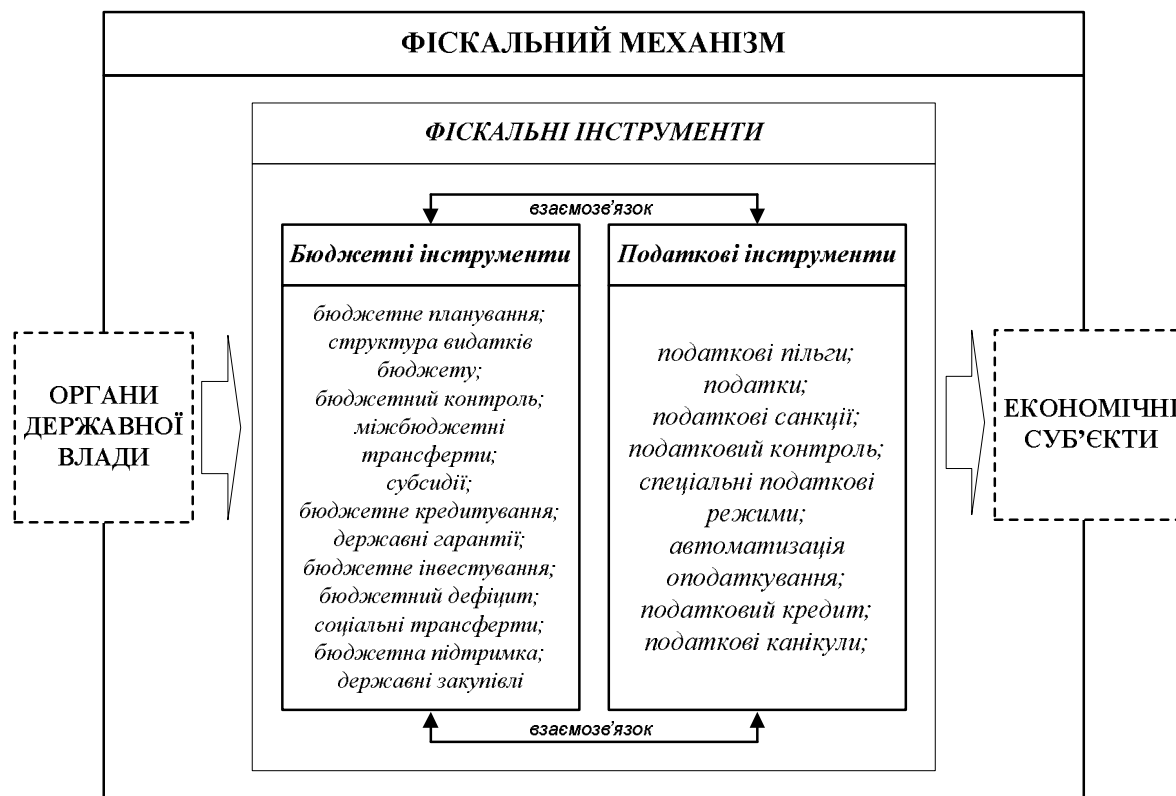 ФІСКАЛЬНИЙ МЕХАНІЗМ
ФІСКАЛЬНІ ІНСТРУМЕНТИ
взаємозв'язок
Бюджетні інструменти
бюджетне планування;
структура видатків
бюджету;
бюджетний контроль;
міжбюджетні
трансферти;
субсидії;
бюджетне кредитування;
державні гарантії;
бюджетне інвестування;
бюджетний дефіцит;
соціальні трансферти;
бюджетна підтримка;
державні закупівлі
Податкові інструменти
податкові пільги;
податки;
податкові санкції;
податковий контроль;
спеціальні податкові
режими;
автоматизація
оподаткування;
податковий кредит;
податкові канікули;
взаємозв'язок
ОРГАНИ
ДЕРЖАВНОЇ
ВЛАДИ
ЕКОНОМІЧНІ
СУБ’ЄКТИ